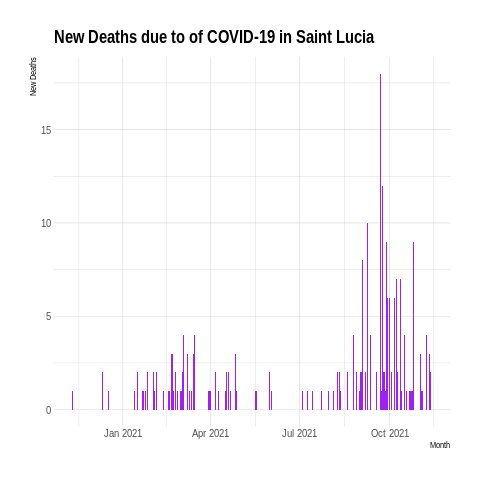 New Deaths due to of COVID-19 in Saint Lucia
New Deaths
15
10
5
0
Jan 2021
Apr 2021
Jul 2021
Oct 2021
Month